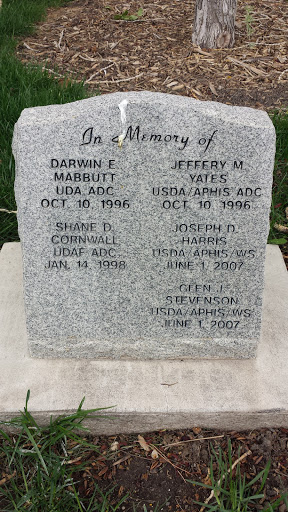 In Memory of
DARWIN E.
MABBUTT
UDA ADC
OCT. 10, 1996
JEFFERY M.
YATES
USDA/APHIS ADC
OCT. 10, 1996
SHANE D.
CORNWALL
UDAF ADC
JAN. 14, 1998
JOSEPH D.
HARRIS
USDA/APHIS/WS
JUNE 1, 2007
GLEN J.
STEVENSON
USDA/APHIS/WS
JUNE 1, 2007